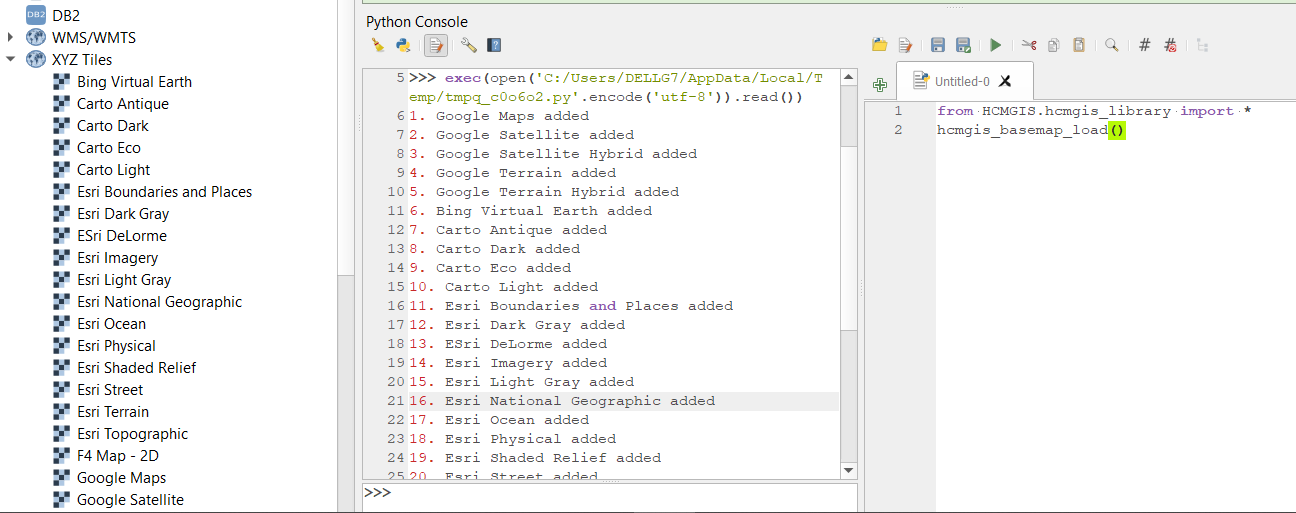 DB2
DB2
WMS/WMTS
XYZ Tiles
Bing Virtual Earth
Carto Antique
Carto Dark
Carto Eco
Carto Light
Esri Boundaries and Places
Esri Dark Gray
ESri DeLorme
Esri Imagery
Esri Light Gray
Esri National Geographic
Esri Ocean
Esri Physical
Esri Shaded Relief
Esri Street
Esri Terrain
Esri Topographic
F4 Map - 2D
Google Maps
Google Satellite
Python Console
5 >>> exec(open('C:/Users/DELLG7/AppData/Local/T
emp/tmpq_c0o6o2.py'.encode('utf-8')).read())
6 1. Google Maps added
7 2. Google Satellite added
8 3. Google Satellite Hybrid added
9 4. Google Terrain added
10 5. Google Terrain Hybrid added
11 6. Bing Virtual Earth added
12 7. Carto Antique added
13 8. Carto Dark added
14 9. Carto Eco added
15 10. Carto Light added
16 11. Esri Boundaries and Places added
17 12. Esri Dark Gray added
18 13. ESri DeLorme added
19 14. Esri Imagery added
20 15. Esri Light Gray added
21 16. Esri National Geographic added
22 17. Esri Ocean added
23 18. Esri Physical added
24 19. Esri Shaded Relief added
25 20. Esri Street added
>>>
Untitled-0
1 from HCMGIS.hcmgis_library import *
2 hcmgis_basemap_load()